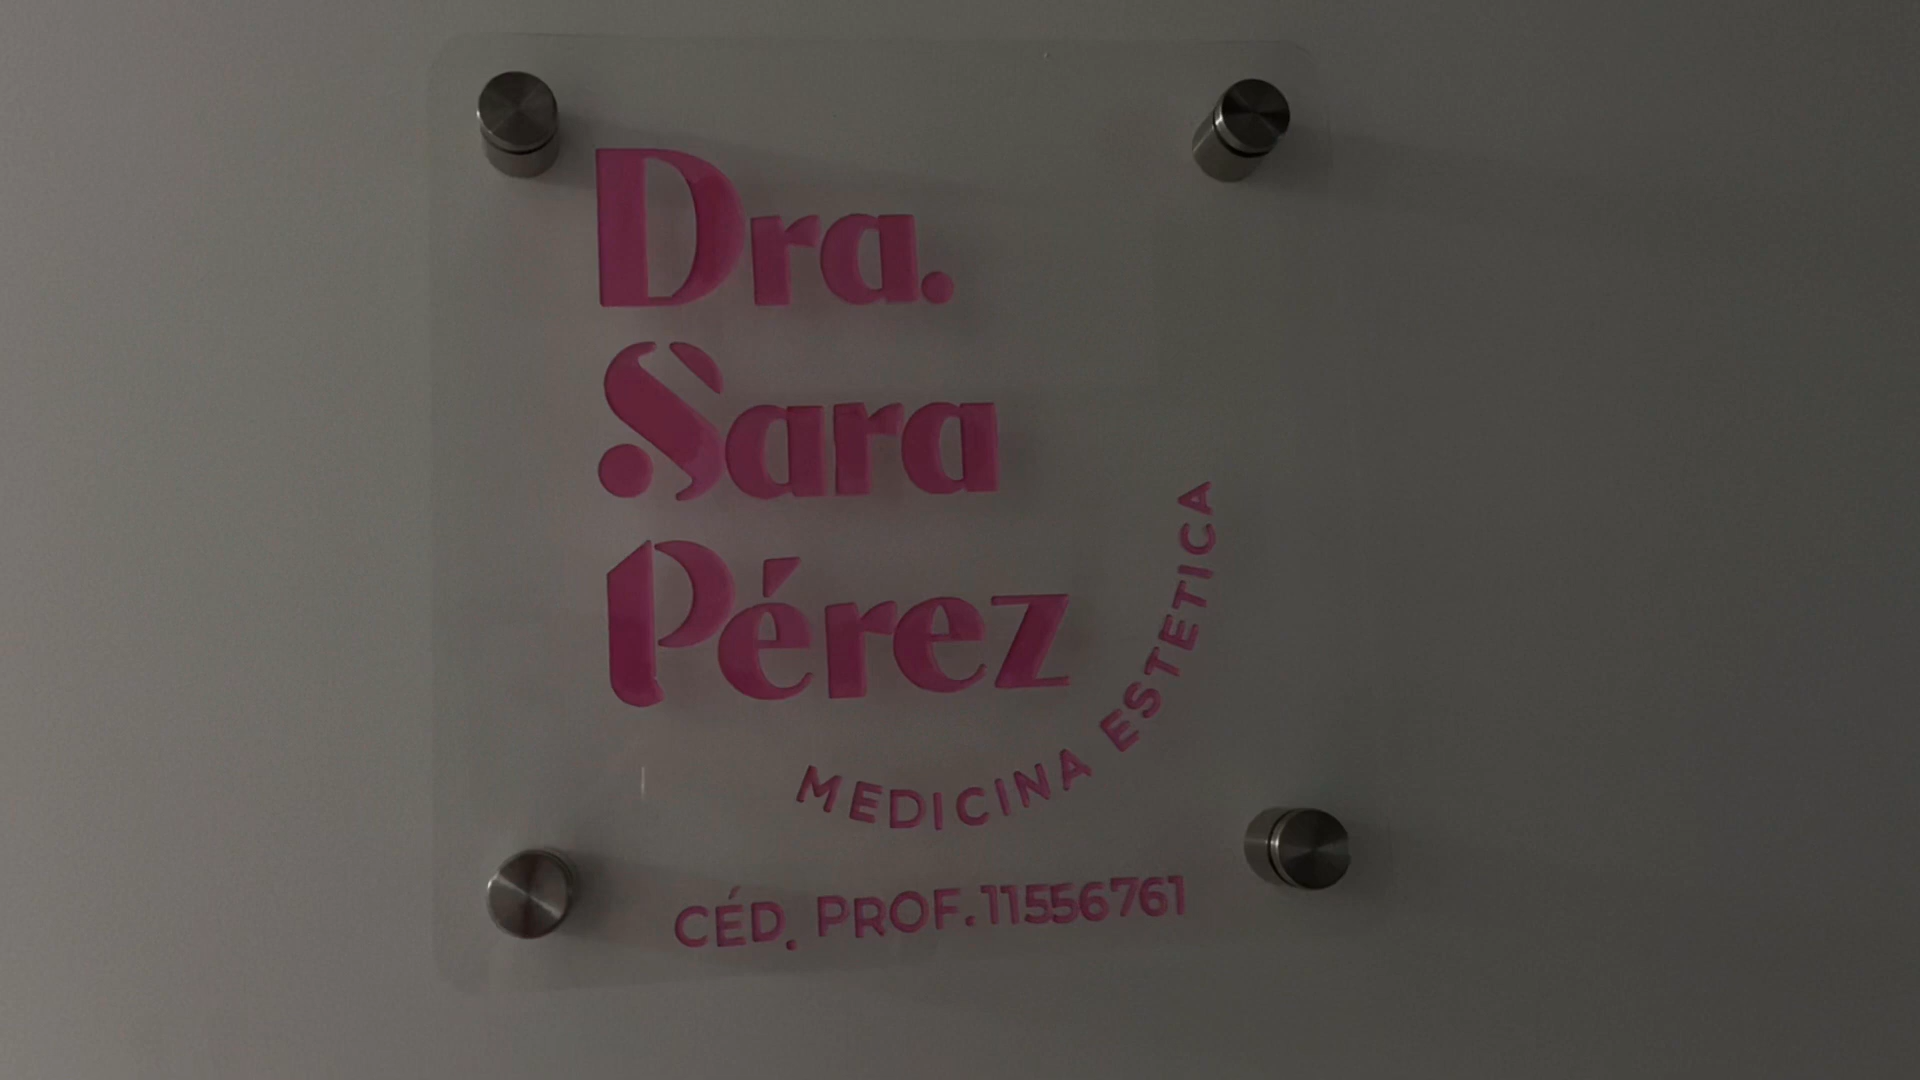 Dra.
Sara
Pérez
MEDICINA ESTETICA
CÉD. PROF. 11556761